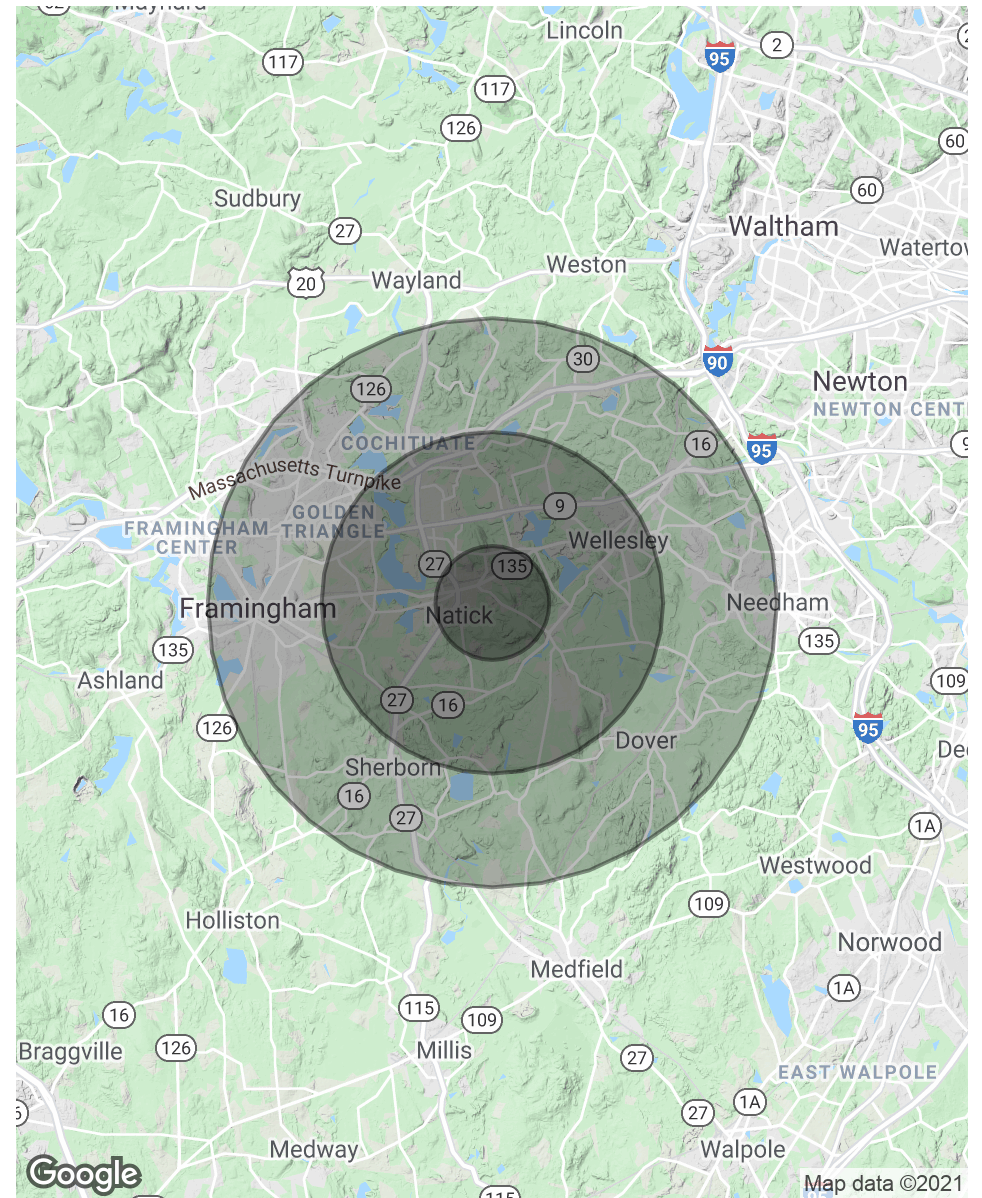 Lincoln
95
2
117
117
126
60
60
Sudbury
Waltham
27
Weston
20
Wayland
30
90
126
Newton
NEWTON CENT
COCHITUATE
16
95
Massachusetts Turnpike
9
GOLDEN
TRIANGLE
FRAMINGHAM
CENTER
Wellesley
27
135
Framingham
Natick
Needham
135
135
Ashland
109
27
16
126
95
Dover
Sherborn
16
27
1A
Westwood
109
Holliston
Norwood
Medfield
1A
115
16
109
126
Braggville
Millis
27
EAST WALPOLE
1A
27
Medway
Walpole
Google
Map data ©2021
115